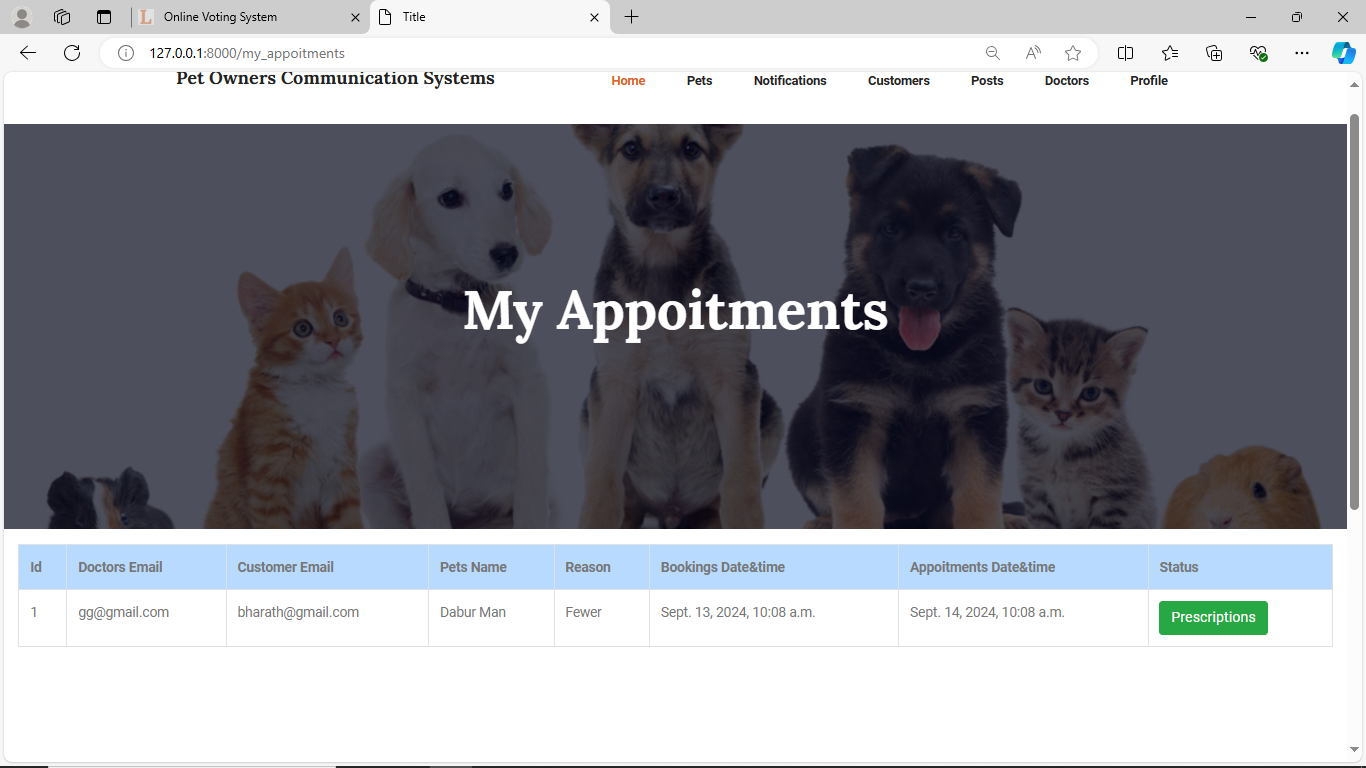 Online Voting System
Title
127.0.0.1:8000/my_appoitments
Pet Owners Communication Systems
Home Pets Notifications Customers Posts Doctors Profile
My Appoitments
Id Doctors Email Customer Email Pets Name Reason Bookings Date&time Appoitments Date&time Status
1 gg@gmail.com bharath@gmail.com Dabur Man Fewer Sept. 13, 2024, 10:08 a.m. Sept. 14, 2024, 10:08 a.m. Prescriptions